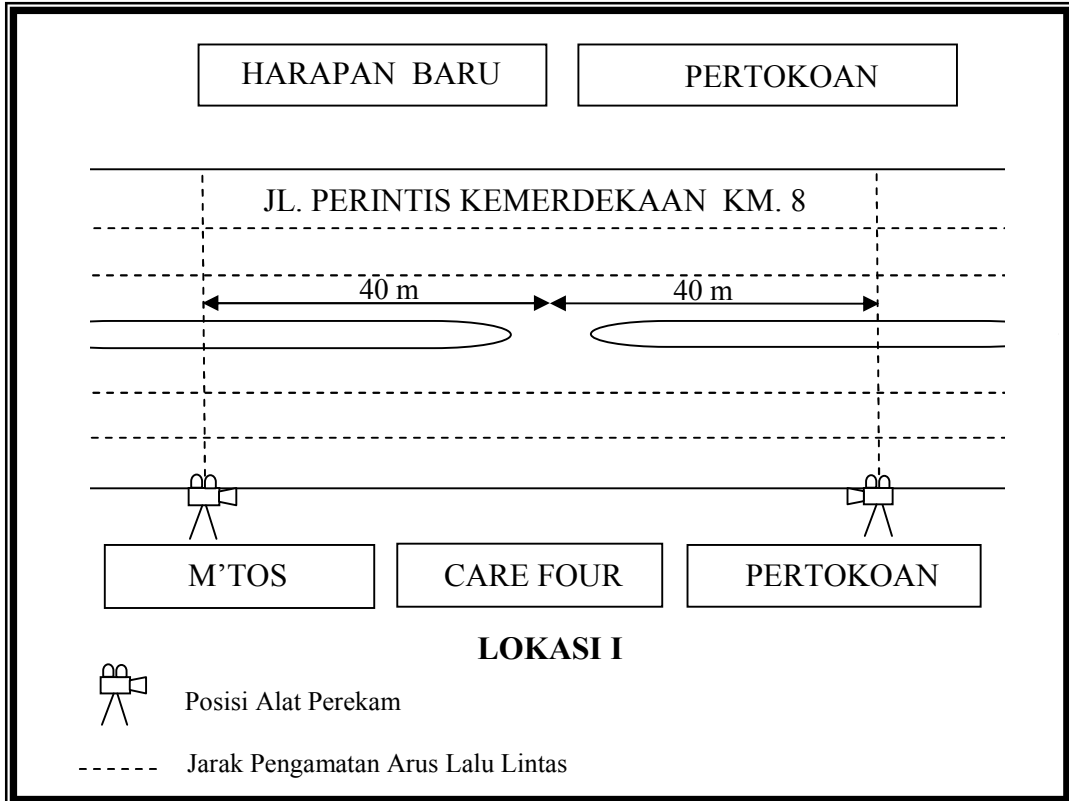 HARAPAN BARU
PERTOKOAN
JL. PERINTIS KEMERDEKAAN KM. 8
40 m
40 m
M’TOS
CARE FOUR
PERTOKOAN
LOKASI I
Posisi Alat Perekam
Jarak Pengamatan Arus Lalu Lintas